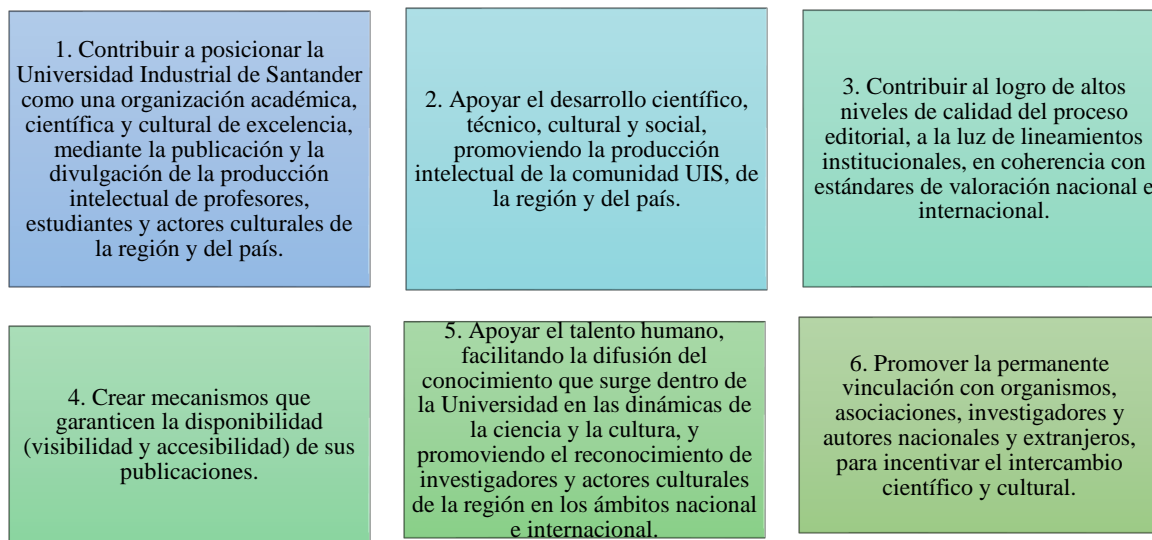 1. Contribuir a posicionar la
Universidad Industrial de Santander
como una organización académica,
científica y cultural de excelencia,
mediante la publicación y la
divulgación de la producción
intelectual de profesores,
estudiantes y actores culturales de
la región y del país.
2. Apoyar el desarrollo científico,
técnico, cultural y social,
promoviendo la producción
intelectual de la comunidad UIS, de
la región y del país.
3. Contribuir al logro de altos
niveles de calidad del proceso
editorial, a la luz de lineamientos
institucionales, en coherencia con
estándares de valoración nacional e
internacional.
4. Crear mecanismos que
garanticen la disponibilidad
(visibilidad y accesibilidad) de sus
publicaciones.
5. Apoyar el talento humano,
facilitando la difusión del
conocimiento que surge dentro de
la Universidad en las dinámicas de
la ciencia y la cultura, y
promoviendo el reconocimiento de
investigadores y actores culturales
de la región en los ámbitos nacional
e internacional.
6. Promover la permanente
vinculación con organismos,
asociaciones, investigadores y
autores nacionales y extranjeros,
para incentivar el intercambio
científico y cultural.